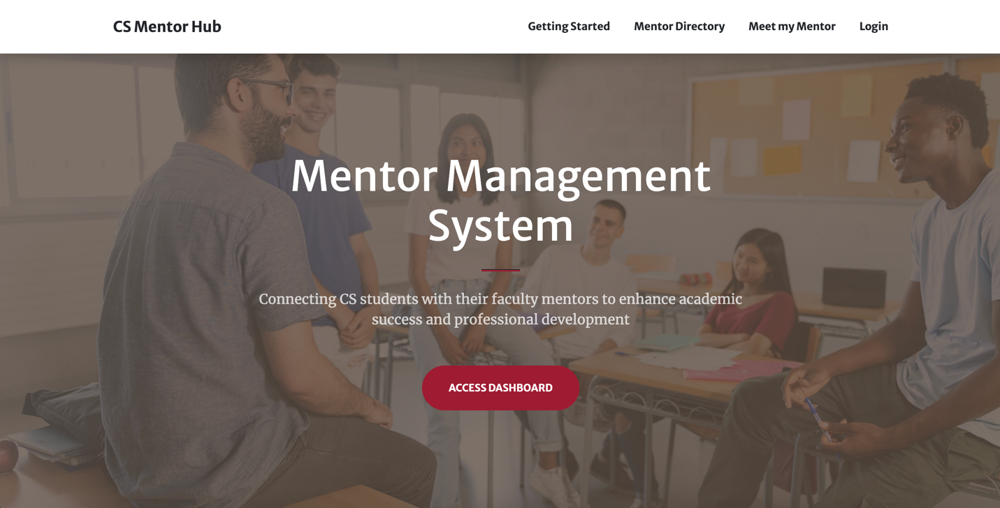 CS Mentor Hub
Getting Started
Mentor Directory
Meet my Mentor
Login
Mentor Management
System
Connecting CS students with their faculty mentors to enhance academic
success and professional development
ACCESS DASHBOARD